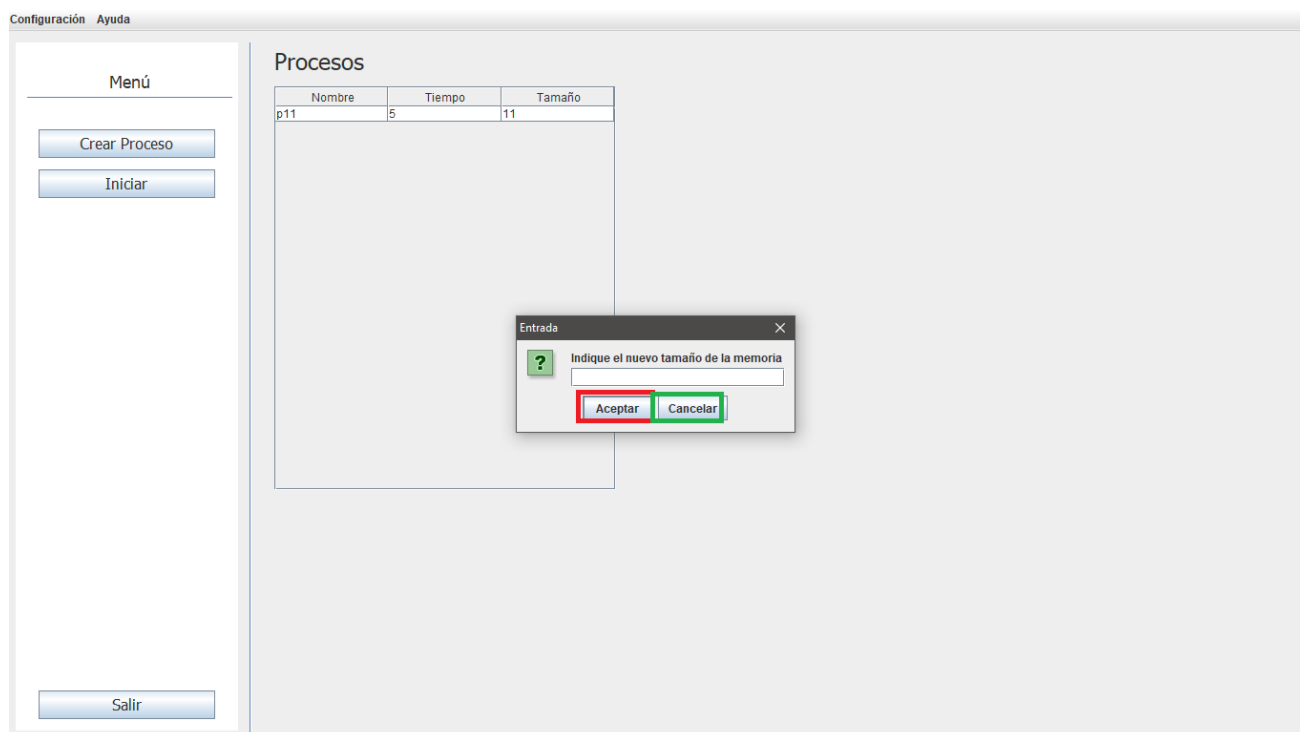 Configuración Ayuda
Menú
Crear Proceso
Iniciar
Salir
Procesos
Nombre Tiempo Tamaño
p11 5 11
Entrada
?
Indique el nuevo tamaño de la memoria
Aceptar Cancelar